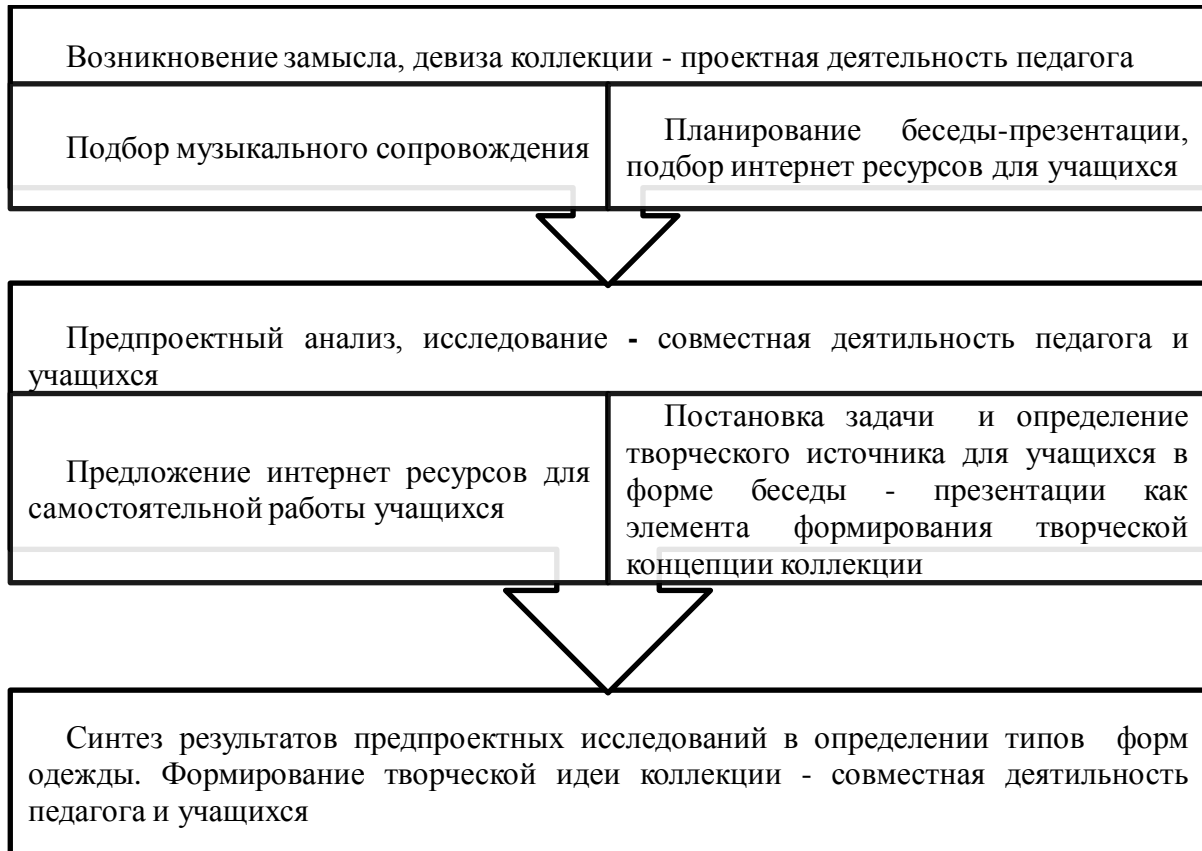 Возникновение замысла, девиза коллекции - проектная деятельность педагога
Подбор музыкального сопровождения
Планирование беседы-презентации,
подбор интернет ресурсов для учащихся
Предпроектный анализ, исследование - совместная деятильность педагога и
учащихся
Предложение интернет ресурсов для
самостоятельной работы учащихся
Постановка задачи и определение
творческого источника для учащихся в
форме беседы - презентации как
элемента формирования творческой
концепции коллекции
Синтез результатов предпроектных исследований в определении типов форм
одежды. Формирование творческой идеи коллекции - совместная деятильность
педагога и учащихся